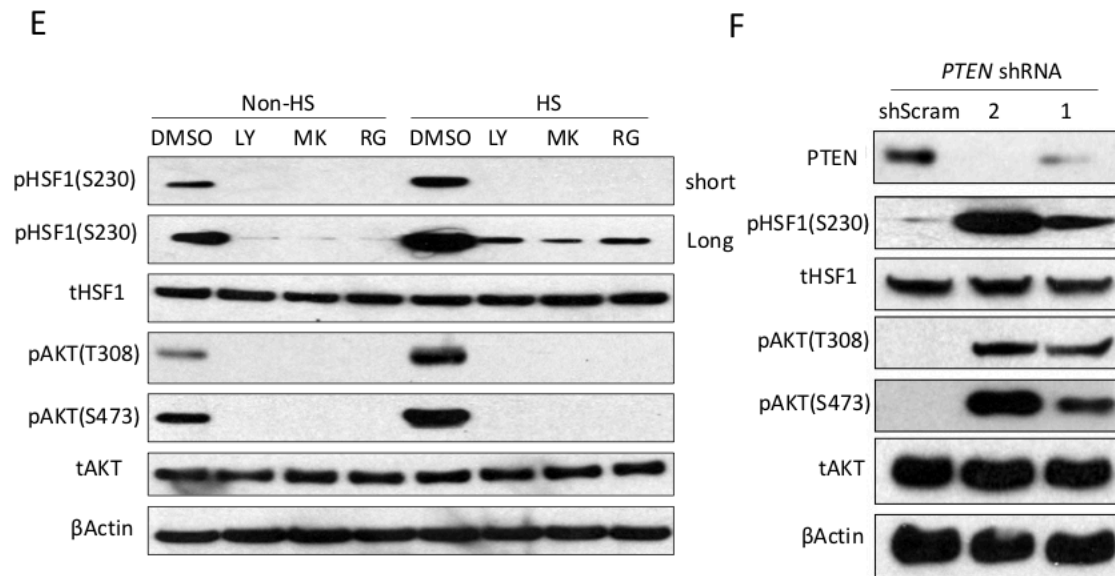 E
Non-HS HS
DMSO LY MK RG DMSO LY MK RG
pHSF1(S230) short
pHSF1(S230) Long
tHSF1
pAKT(T308)
pAKT(S473)
tAKT
βActin
F
PTEN shRNA
shScram 2 1
PTEN
pHSF1(S230)
tHSF1
pAKT(T308)
pAKT(S473)
tAKT
βActin